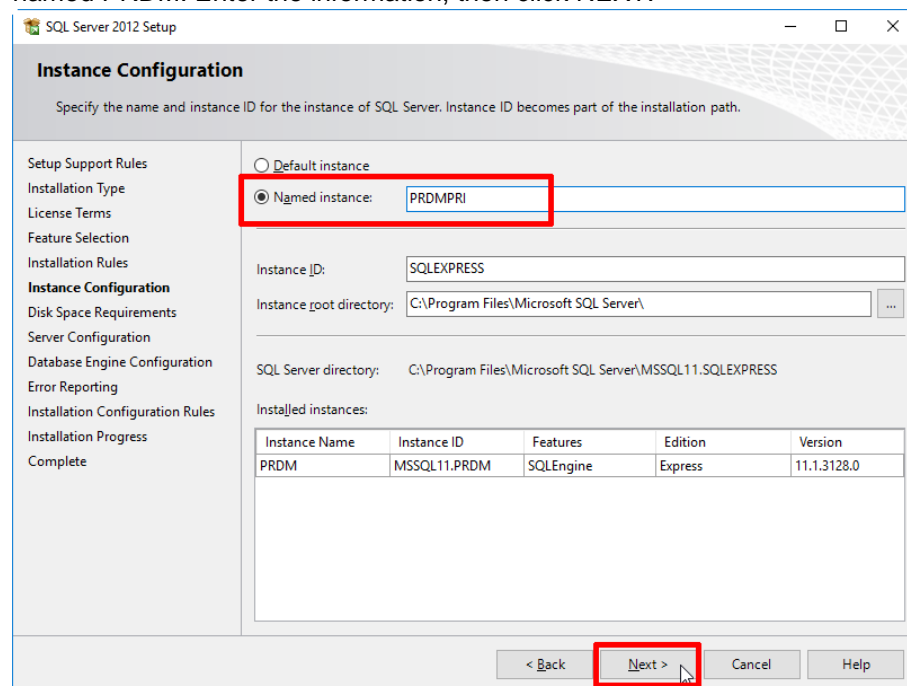 named PRDM. Enter the information, then click NEXT.
SQL Server 2012 Setup
Instance Configuration
Specify the name and instance ID for the instance of SQL Server. Instance ID becomes part of the installation path.
Setup Support Rules
Installation Type
License Terms
Feature Selection
Installation Rules
Instance Configuration
Disk Space Requirements
Server Configuration
Database Engine Configuration
Error Reporting
Installation Configuration Rules
Installation Progress
Complete
Default instance
Named instance: PRDMPRI
Instance ID: SQLEXPRESS
Instance root directory: C:\Program Files\Microsoft SQL Server\ ...
SQL Server directory: C:\Program Files\Microsoft SQL Server\MSSQL11.SQLEXPRESS
Installed instances:
Instance Name Instance ID Features Edition Version
PRDM MSSQL11.PRDM SQLEngine Express 11.1.3128.0
< Back Next > Cancel Help